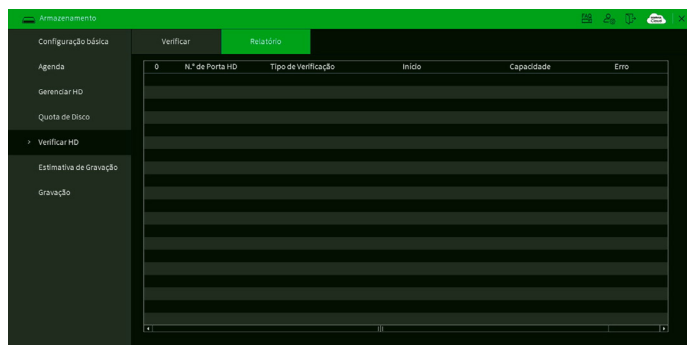 Armazenamento
Configuração básica
Verificar
Relatório
Agenda
0 N.º de Porta HD Tipo de Verificação Início Capacidade Erro
Gerenciar HD
Quota de Disco
> Verificar HD
Estimativa de Gravação
Gravação